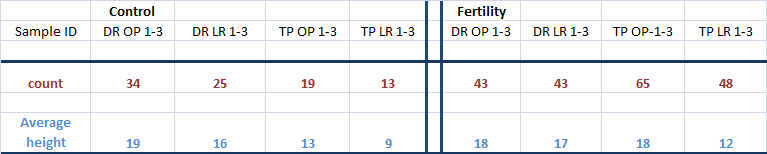 Control Fertility
Sample ID DR OP 1-3 DR LR 1-3 TP OP 1-3 TP LR 1-3 DR OP 1-3 DR LR 1-3 TP OP-1-3 TP LR 1-3
count 34 25 19 13 43 43 65 48
Average
height 19 16 13 9 18 17 18 12